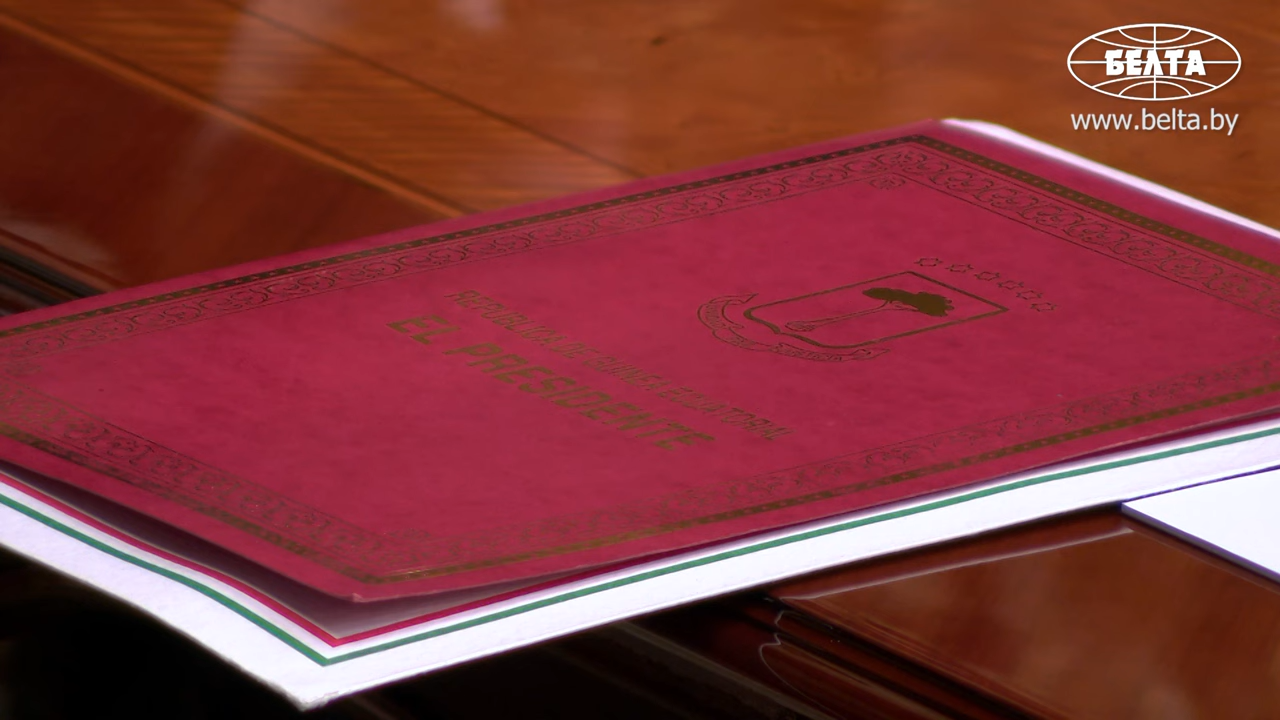 БЕЛТА
www.belta.by
REPUBLICA DE GUINEA ECUATORIAL
EL PRESIDENTE